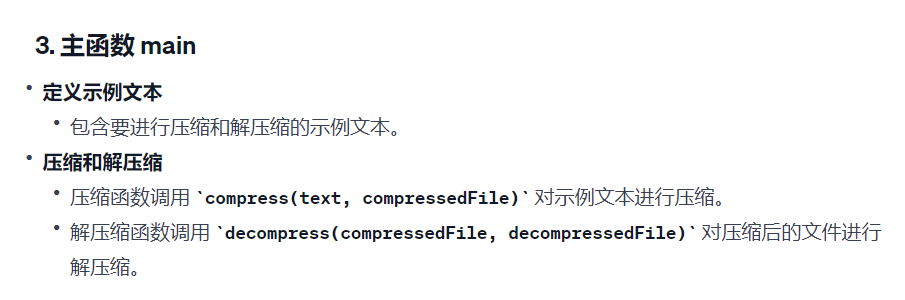 3. 主函数 main
• 定义示例文本
• 包含要进行压缩和解压缩的示例文本。
• 压缩和解压缩
• 压缩函数调用 `compress(text, compressedFile)` 对示例文本进行压缩。
• 解压缩函数调用 `decompress(compressedFile, decompressedFile)` 对压缩后的文件进行
解压缩。